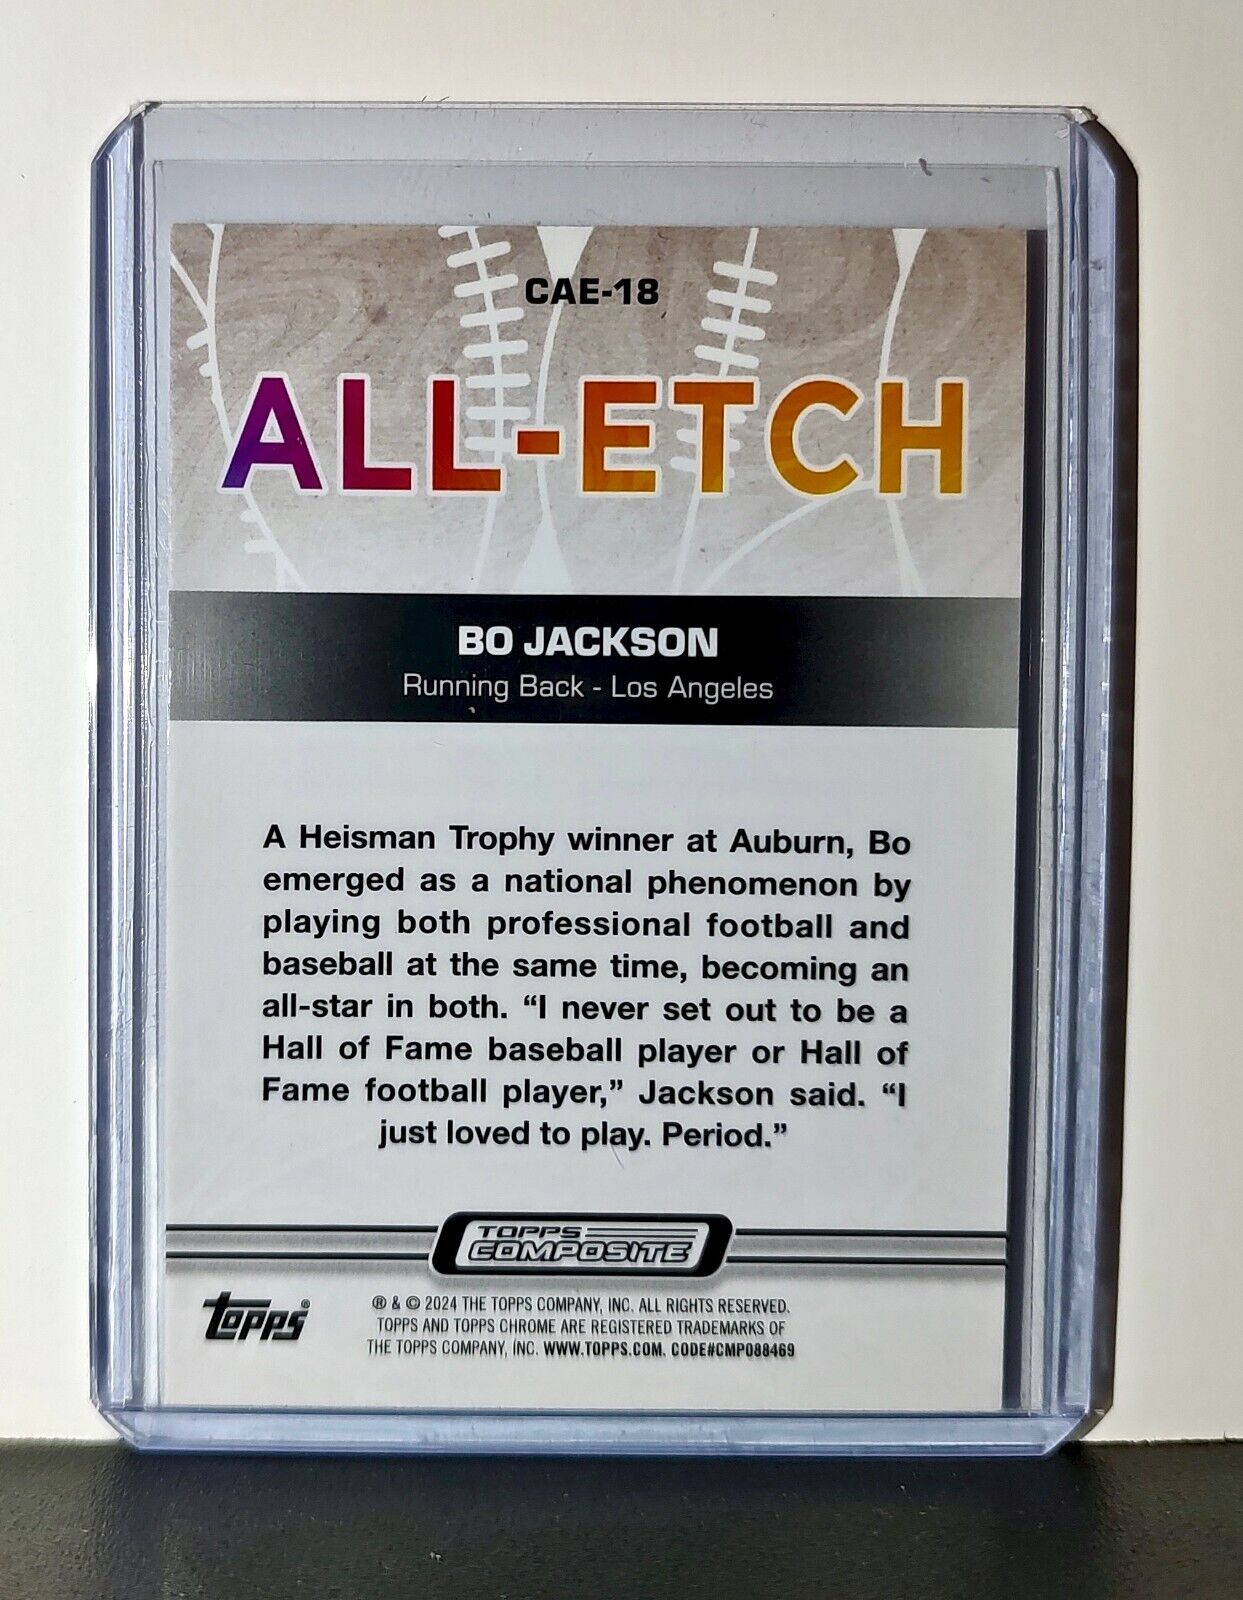 CAE-18
ALL-ETCH
BO JACKSON
Running Back - Los Angeles
A Heisman Trophy winner at Auburn, Bo
emerged as a national phenomenon by
playing both professional football and
baseball at the same time, becoming an
all-star in both. “I never set out to be a
Hall of Fame baseball player or Hall of
Fame football player,” Jackson said. “I
just loved to play. Period.”
TOPPS
COMPOSITE
topps®
® & © 2024 THE TOPPS COMPANY, INC. ALL RIGHTS RESERVED.
TOPPS AND TOPPS CHROME ARE REGISTERED TRADEMARKS OF
THE TOPPS COMPANY, INC. WWW.TOPPS.COM. CODE#CMP088469